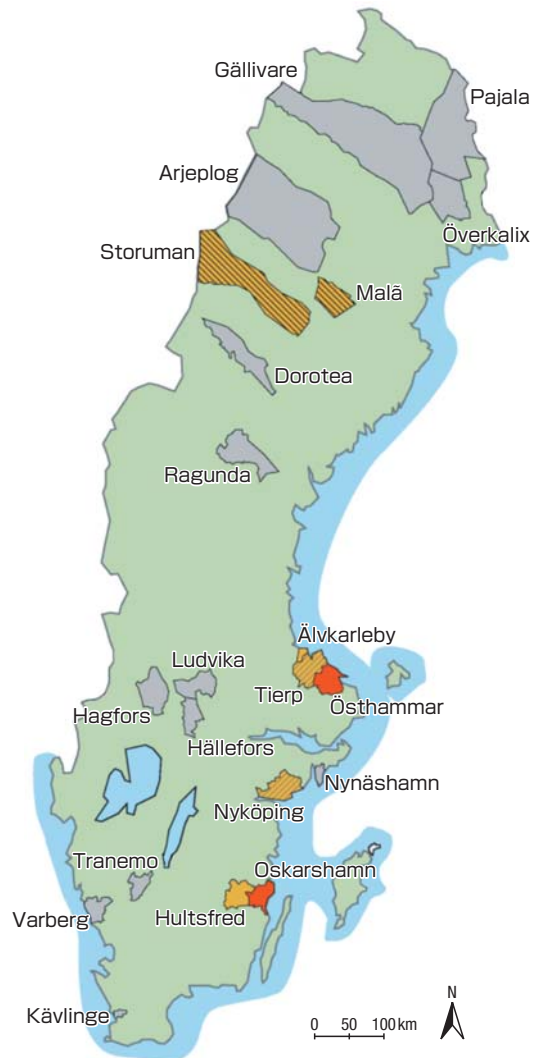 Gällivare
Pajala
Arjeplog
Överkalix
Storuman
Malã
Dorotea
Ragunda
Älvkarleby
Ludvika
Tierp
Östhammar
Hagfors
Hällefors
Nynäshamn
Nyköping
Tranemo
Oskarshamn
Varberg
Hultsfred
Kävlinge
0 50 100km
N